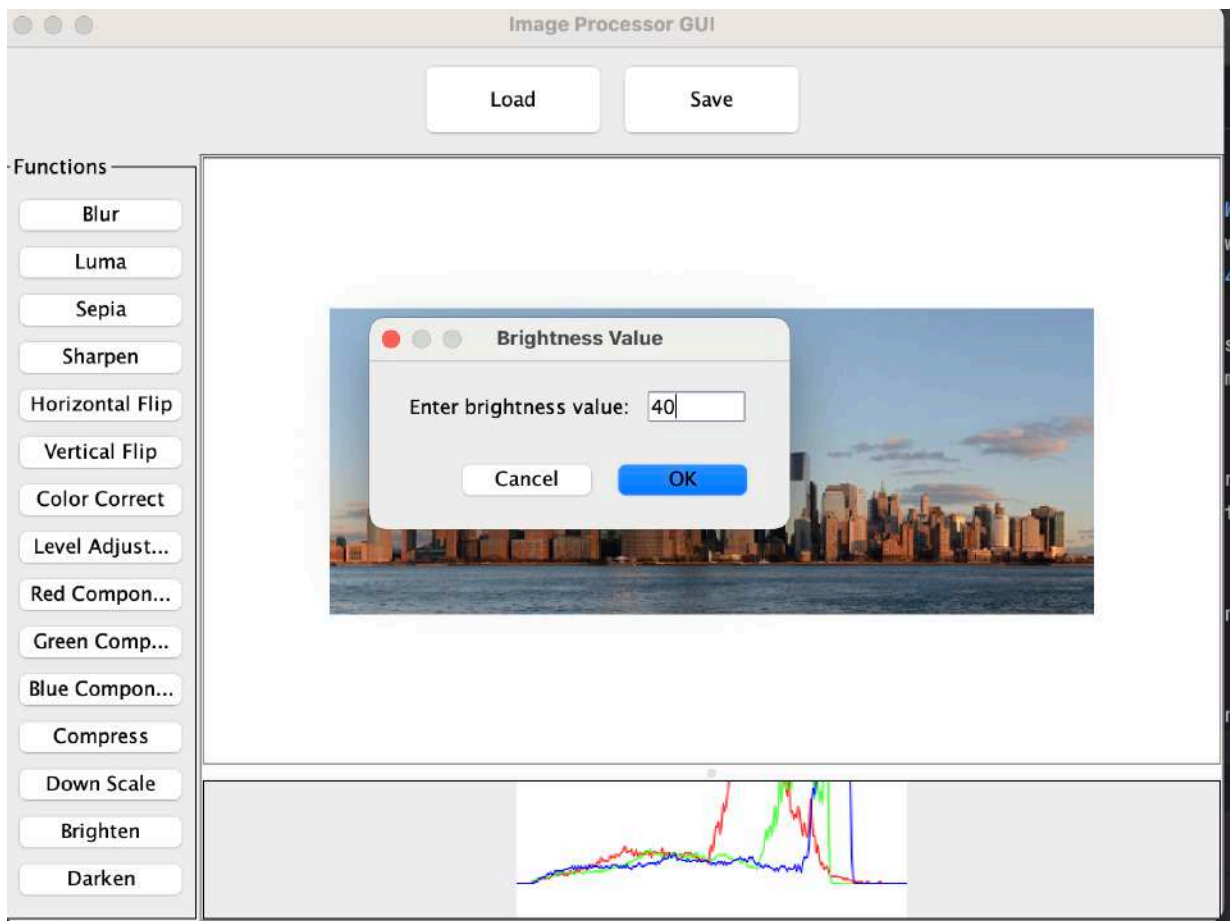 Image Processor GUI
Load
Save
Functions
Blur
Luma
Sepia
Sharpen
Horizontal Flip
Vertical Flip
Color Correct
Level Adjust...
Red Compon...
Green Comp...
Blue Compon...
Compress
Down Scale
Brighten
Darken
Brightness Value
Enter brightness value: 40
Cancel
OK